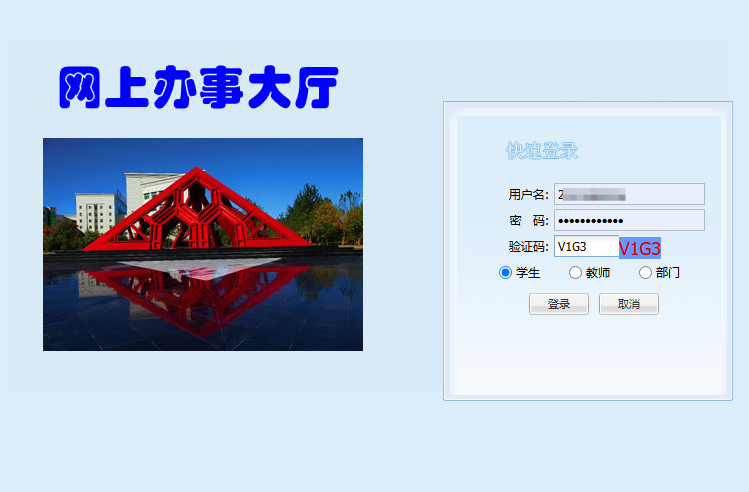 网上办事大厅
快速登录
用户名: 2
密 码: ••••••••••••
验证码: V1G3 V1G3
学生 教师 部门
登录 取消